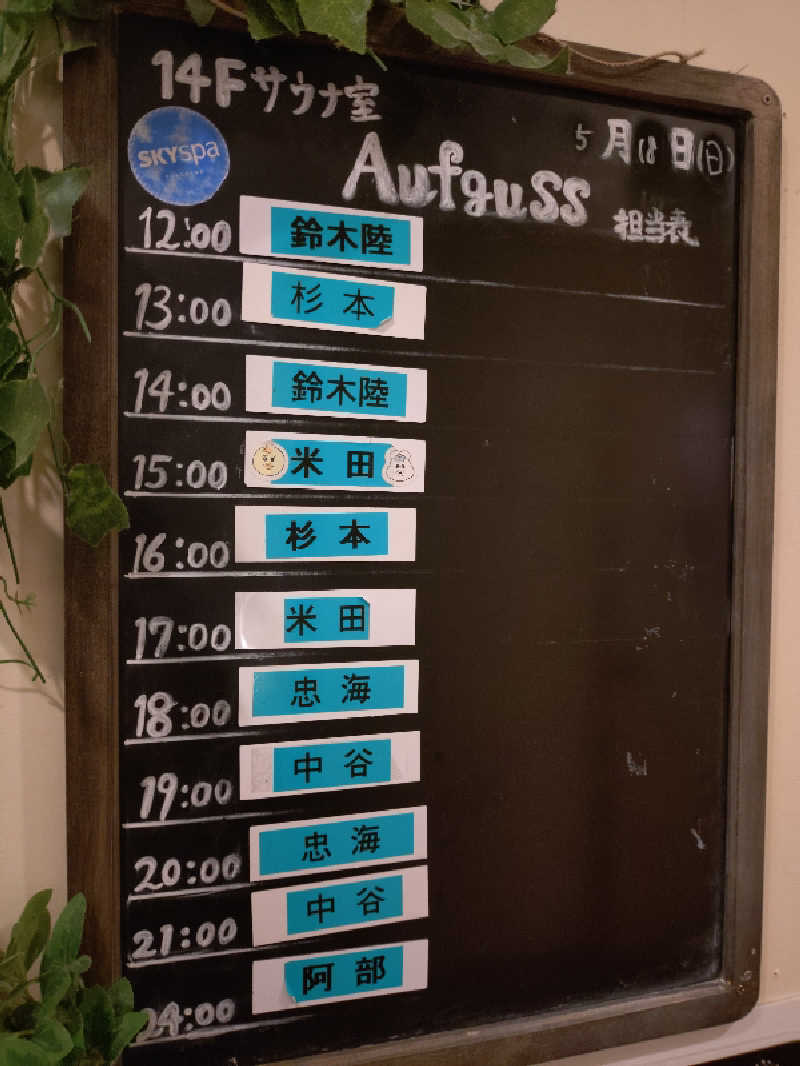 14Fサウナ室
SKYspa
5月18日(日)
Aufguss
担当表
12:00 鈴木陸
13:00 杉本
14:00 鈴木陸
15:00 米田
16:00 杉本
17:00 米田
18:00 忠海
19:00 中谷
20:00 忠海
21:00 中谷
24:00 阿部